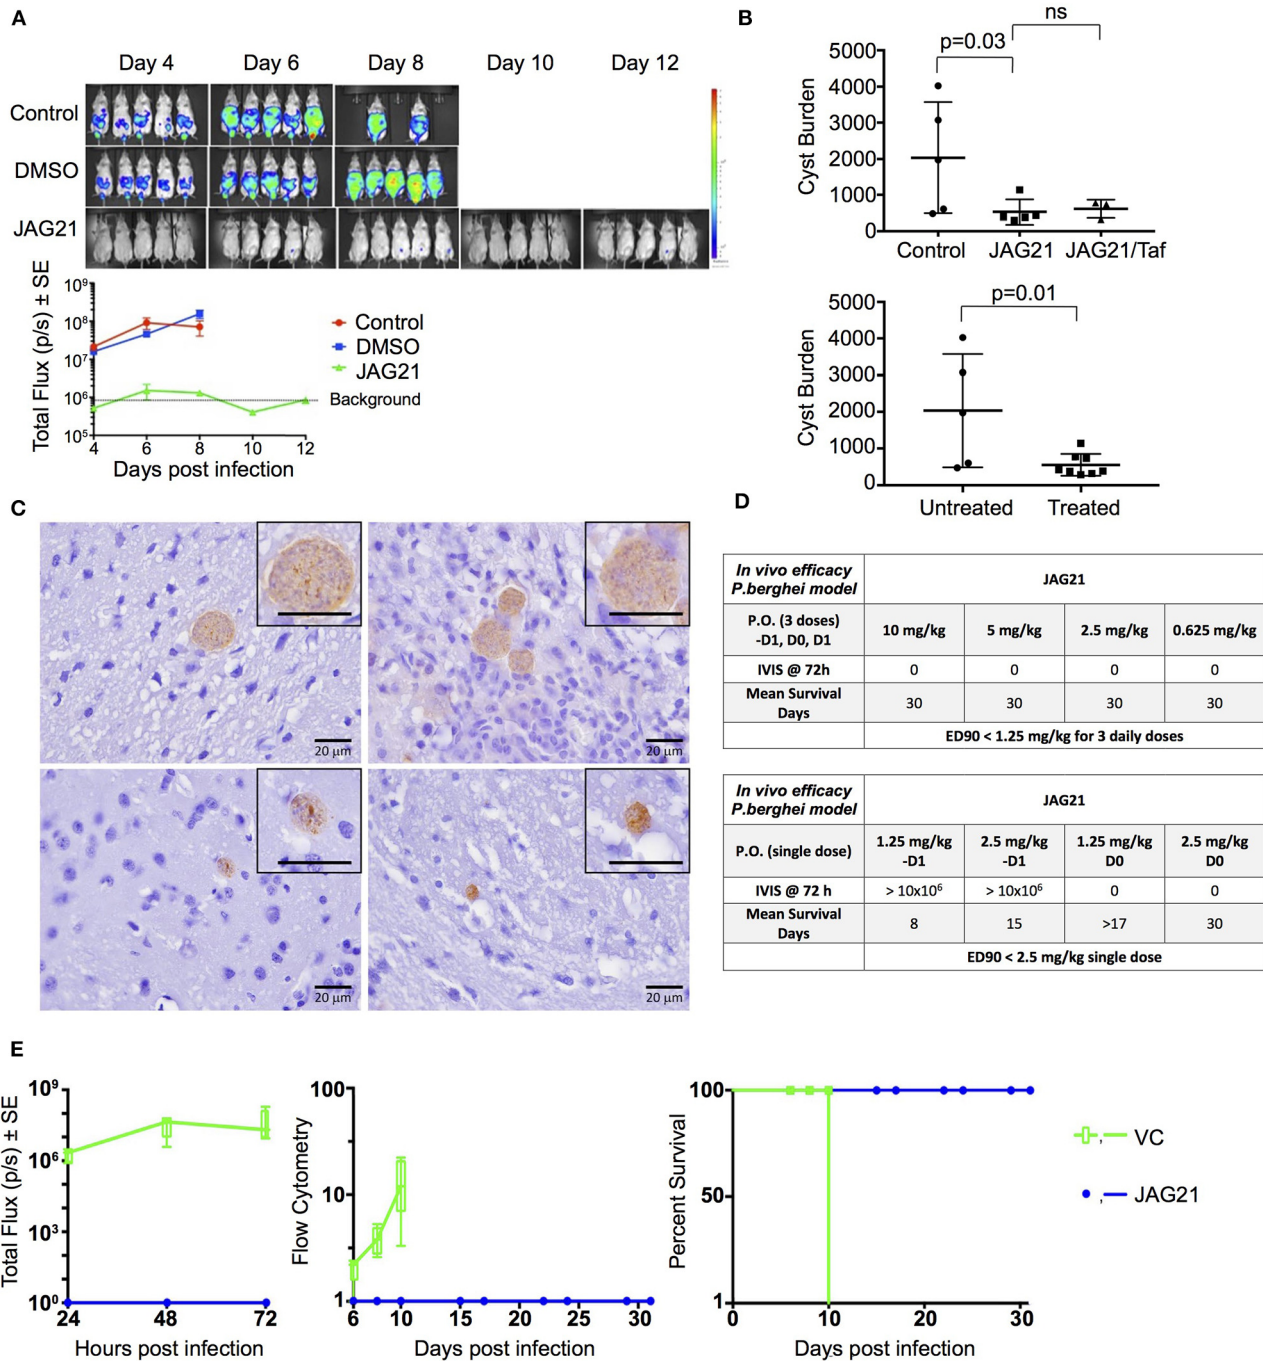 A
Day 4 Day 6 Day 8 Day 10 Day 12
Control
DMSO
JAG21
Total Flux (p/s) ± SE
10⁹
10⁸
10⁷
10⁶
10⁵
4 6 8 10 12
Days post infection
Control
DMSO
JAG21
Background
B
p=0.03
ns
Cyst Burden
5000
4000
3000
2000
1000
0
Control JAG21 JAG21/Taf
p=0.01
Cyst Burden
5000
4000
3000
2000
1000
0
Untreated Treated
C
20 µm
20 µm
20 µm
20 µm
D
In vivo efficacy P.berghei model JAG21
P.O. (3 doses) -D1, D0, D1 10 mg/kg 5 mg/kg 2.5 mg/kg 0.625 mg/kg
IVIS @ 72h 0 0 0 0
Mean Survival Days 30 30 30 30
ED90 < 1.25 mg/kg for 3 daily doses
In vivo efficacy P.berghei model JAG21
P.O. (single dose) 1.25 mg/kg -D1 2.5 mg/kg -D1 1.25 mg/kg D0 2.5 mg/kg D0
IVIS @ 72 h > 10x10⁶ > 10x10⁶ 0 0
Mean Survival Days 8 15 >17 30
ED90 < 2.5 mg/kg single dose
E
Total Flux (p/s) ± SE
10⁹
10⁶
10³
10⁰
24 48 72
Hours post infection
Flow Cytometry
100
10
1
6 10 15 20 25 30
Days post infection
Percent Survival
100
50
1
0 10 20 30
Days post infection
, VC
, JAG21